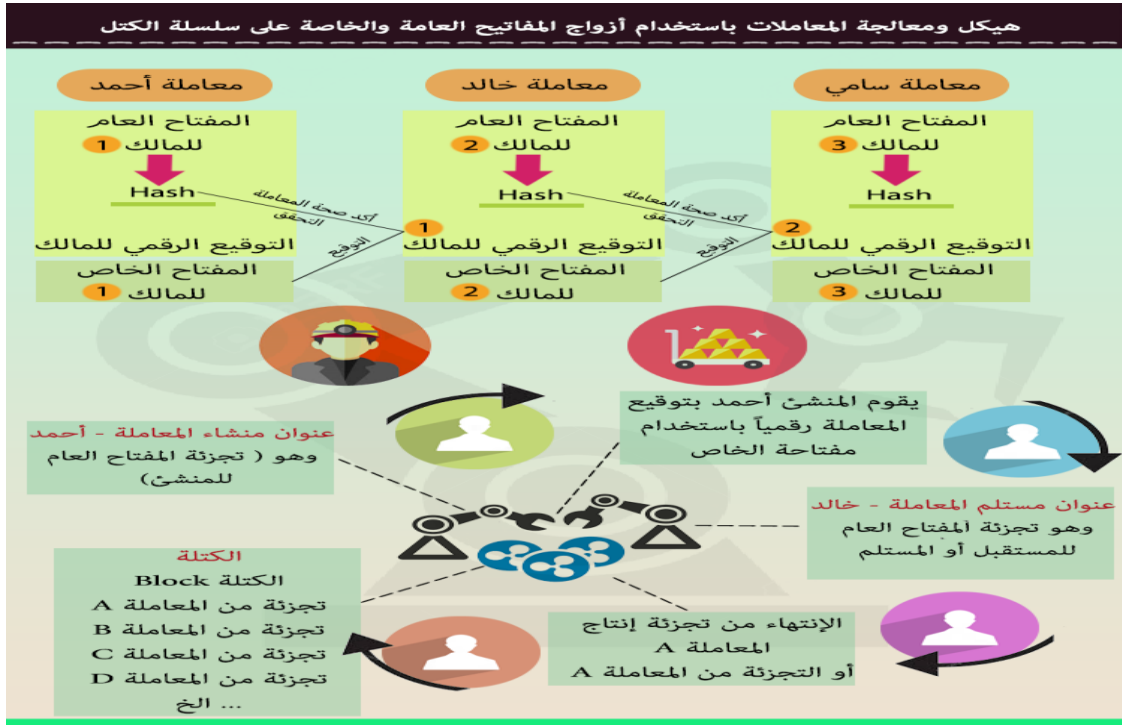 هيكل ومعالجة المعاملات باستخدام أزواج المفاتيح العامة والخاصة على سلسلة الكتل
معاملة سامي
المفتاح العام
للمالك 3
Hash
2
التوقيع الرقمي للمالك
المفتاح الخاص
للمالك 3
معاملة خالد
المفتاح العام
للمالك 2
Hash
أكد صحة المعاملة
التحقق
التوقيع
1
التوقيع الرقمي للمالك
المفتاح الخاص
للمالك 2
معاملة أحمد
المفتاح العام
للمالك 1
Hash
أكد صحة المعاملة
التحقق
التوقيع
التوقيع الرقمي للمالك
المفتاح الخاص
للمالك 1
يقوم المنشئ أحمد بتوقيع
المعاملة رقمياً باستخدام
مفتاحة الخاص
عنوان منشاء المعاملة - أحمد
وهو ( تجزئة المفتاح العام
للمنشئ)
عنوان مستلم المعاملة - خالد
وهو تجزئة المفتاح العام
للمستقبل أو المستلم
الكتلة
الكتلة Block
تجزئة من المعاملة A
تجزئة من المعاملة B
تجزئة من المعاملة C
تجزئة من المعاملة D
... الخ
الإنتهاء من تجزئة إنتاج
المعاملة A
أو التجزئة من المعاملة A